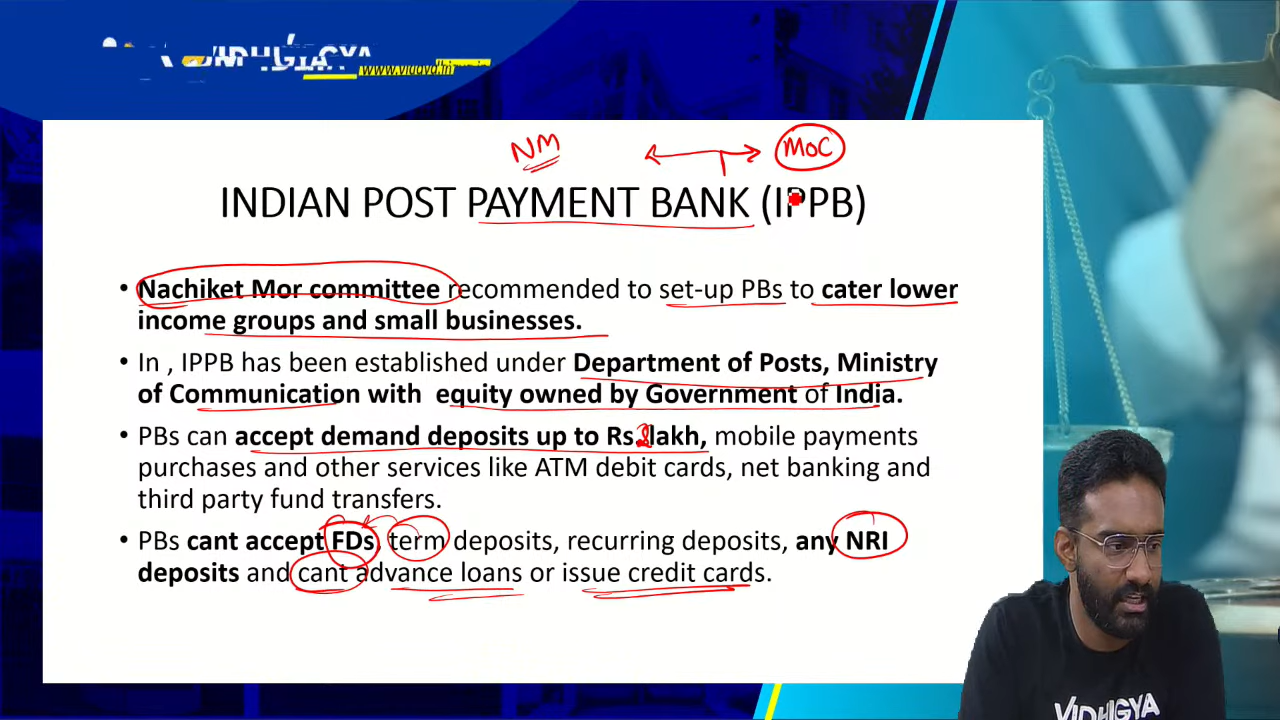 NM
MoC
INDIAN POST PAYMENT BANK (IPPB)
• Nachiket Mor committee recommended to set-up PBs to cater lower
income groups and small businesses.
• In , IPPB has been established under Department of Posts, Ministry
of Communication with equity owned by Government of India.
• PBs can accept demand deposits up to Rs.2lakh, mobile payments
purchases and other services like ATM debit cards, net banking and
third party fund transfers.
• PBs cant accept FDs, term deposits, recurring deposits, any NRI
deposits and cant advance loans or issue credit cards.
VIDHIGYA